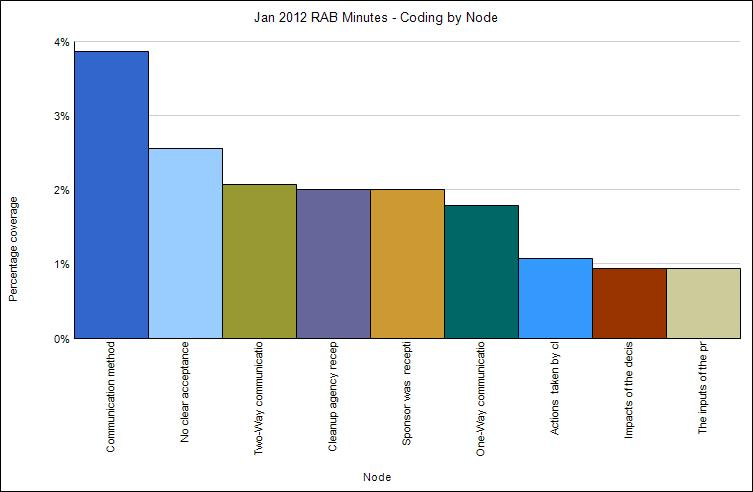 Jan 2012 RAB Minutes - Coding by Node
4%
3%
2%
1%
0%
Percentage coverage
Communication method
No clear acceptance
Two-Way communicatio
Cleanup agency recep
Sponsor was recepti
One-Way communicatio
Actions taken by cl
Impacts of the decis
The inputs of the pr
Node